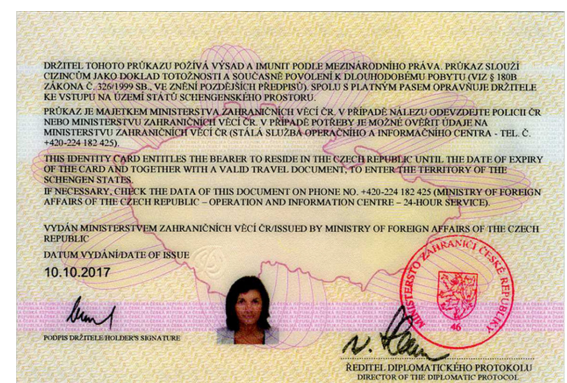 DRŽITEL TOHOTO PRŮKAZU POŽÍVÁ VÝSAD A IMUNIT PODLE MEZINÁRODNÍHO PRÁVA. PRŮKAZ SLOUŽÍ
CIZINCŮM JAKO DOKLAD TOTOŽNOSTI A SOUČASNĚ POVOLENÍ K DLOUHODOBÉMU POBYTU (VIZ § 180B
ZÁKONA Č. 326/1999 SB., VE ZNĚNÍ POZDĚJŠÍCH PŘEDPISŮ). SPOLU S PLATNÝM PASEM OPRAVŇUJE DRŽITELE
KE VSTUPU NA ÚZEMÍ STÁTŮ SCHENGENSKÉHO PROSTORU.
PRŮKAZ JE MAJETKEM MINISTERSTVA ZAHRANIČNÍCH VĚCÍ ČR. V PŘÍPADĚ NÁLEZU ODEVZDEJTE POLICII ČR
NEBO MINISTERSTVU ZAHRANIČNÍCH VĚCÍ ČR. V PŘÍPADĚ POTŘEBY JE MOŽNÉ OVĚŘIT ÚDAJE NA
MINISTERSTVU ZAHRANIČNÍCH VĚCÍ ČR (STÁLÁ SLUŽBA OPERAČNÍHO A INFORMAČNÍHO CENTRA - TEL. Č.
+420-224 182 425).
THIS IDENTITY CARD ENTITLES THE BEARER TO RESIDE IN THE CZECH REPUBLIC UNTIL THE DATE OF EXPIRY
OF THE CARD AND TOGETHER WITH A VALID TRAVEL DOCUMENT, TO ENTER THE TERRITORY OF THE
SCHENGEN STATES.
IF NECESSARY, CHECK THE DATA OF THIS DOCUMENT ON PHONE NO. +420-224 182 425 (MINISTRY OF FOREIGN
AFFAIRS OF THE CZECH REPUBLIC – OPERATION AND INFORMATION CENTRE – 24-HOUR SERVICE).
VYDÁN MINISTERSTVEM ZAHRANIČNÍCH VĚCÍ ČR/ISSUED BY MINISTRY OF FOREIGN AFFAIRS OF THE CZECH
REPUBLIC
DATUM VYDÁNÍ/DATE OF ISSUE
10.10.2017
MINISTERSTVO ZAHRANIČÍ ČESKÉ REPUBLIKY
46
PODPIS DRŽITELE/HOLDER'S SIGNATURE
ŘEDITEL DIPLOMATICKÉHO PROTOKOLU
DIRECTOR OF THE DIPLOMATIC PROTOCOL